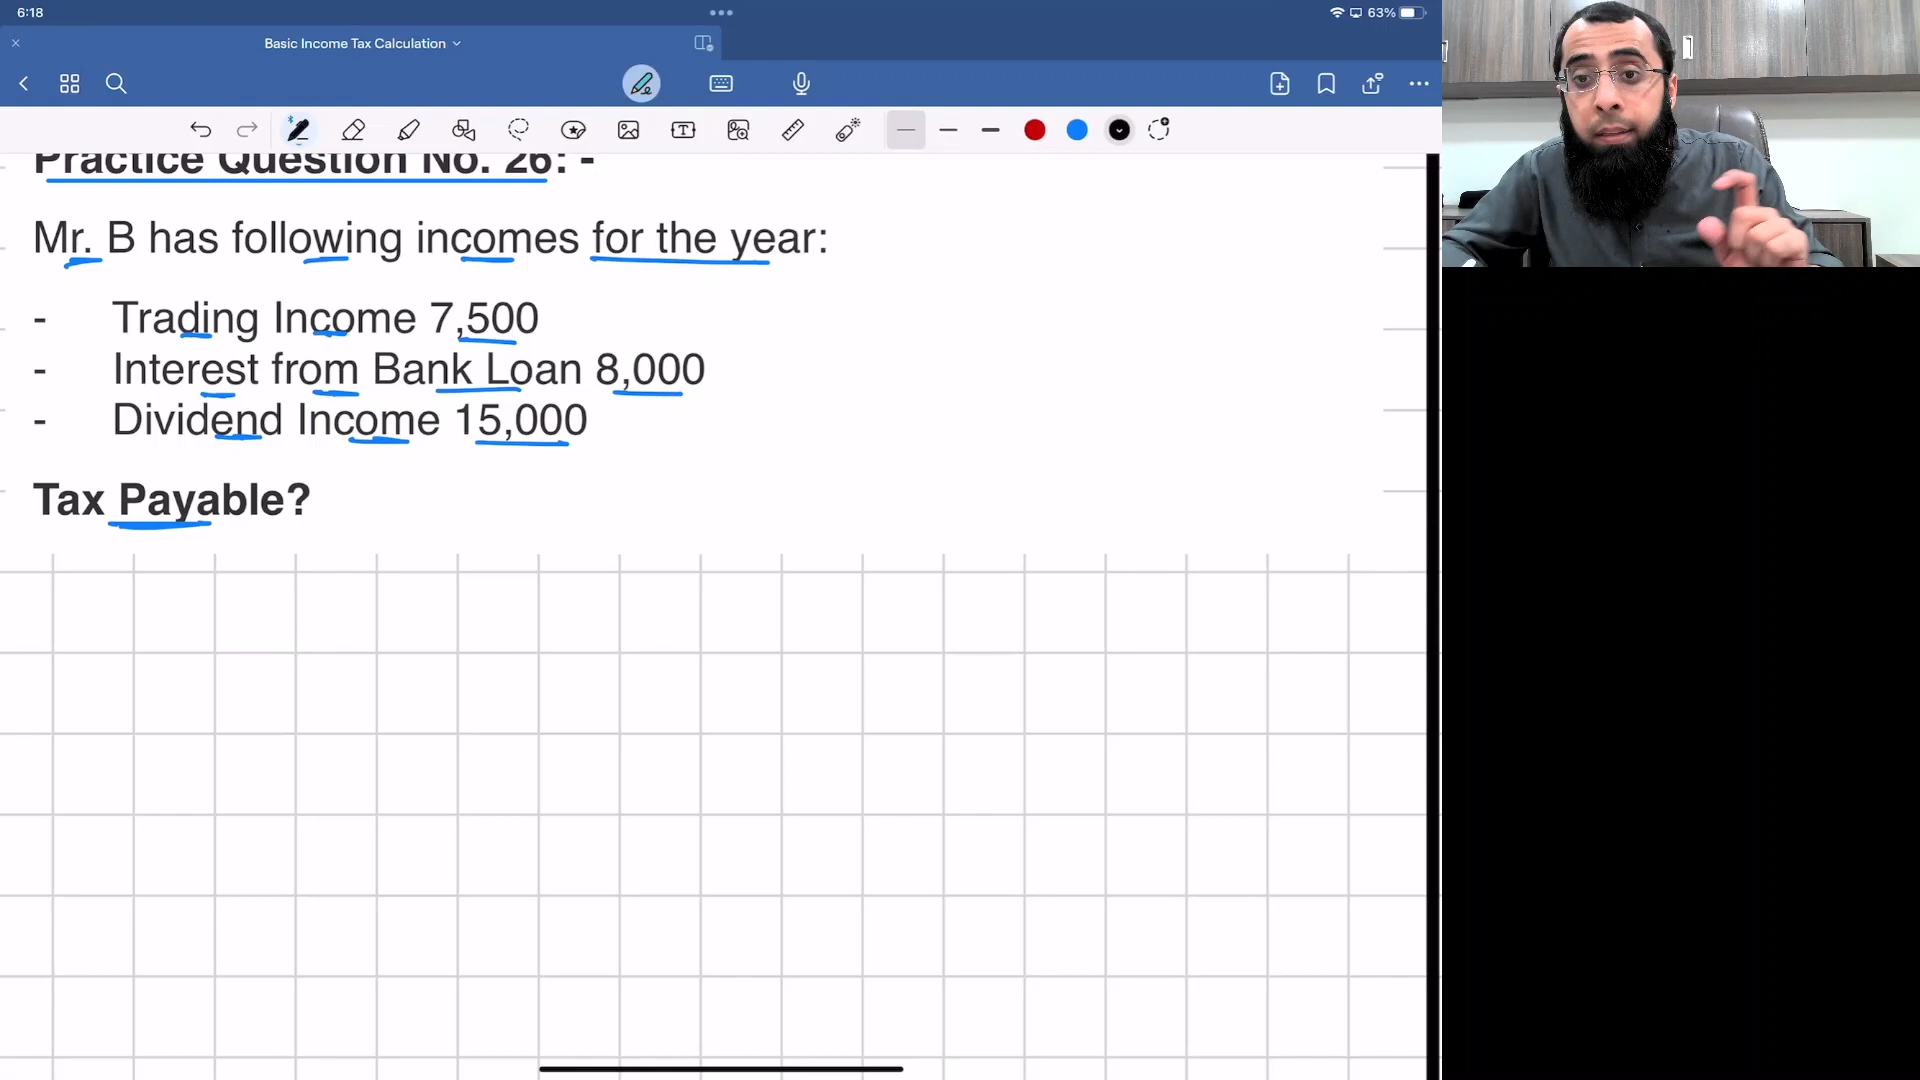 6:18
63%
Basic Income Tax Calculation
Practice Question No. 26: -
Mr. B has following incomes for the year:
- Trading Income 7,500
- Interest from Bank Loan 8,000
- Dividend Income 15,000
Tax Payable?